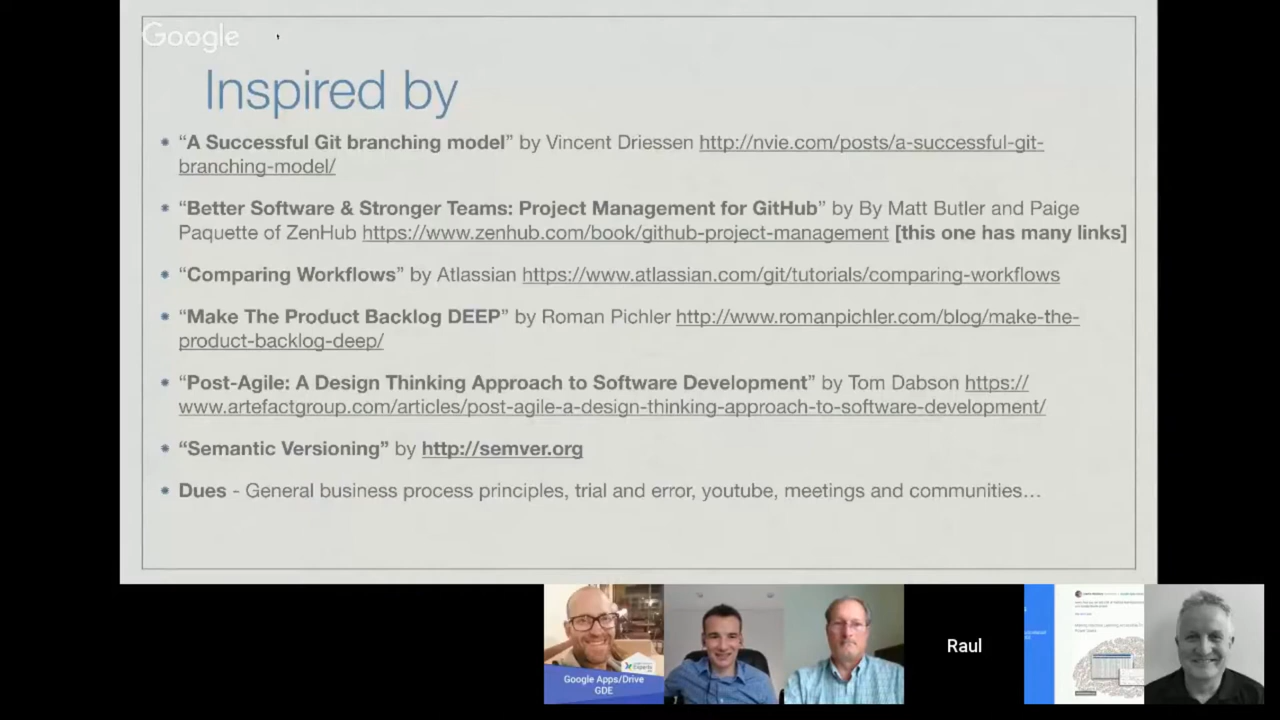 Google
Inspired by
“A Successful Git branching model” by Vincent Driessen http://nvie.com/posts/a-successful-git-
branching-model/
“Better Software & Stronger Teams: Project Management for GitHub” by By Matt Butler and Paige
Paquette of ZenHub https://www.zenhub.com/book/github-project-management [this one has many links]
“Comparing Workflows” by Atlassian https://www.atlassian.com/git/tutorials/comparing-workflows
“Make The Product Backlog DEEP” by Roman Pichler http://www.romanpichler.com/blog/make-the-
product-backlog-deep/
“Post-Agile: A Design Thinking Approach to Software Development” by Tom Dabson https://
www.artefactgroup.com/articles/post-agile-a-design-thinking-approach-to-software-development/
“Semantic Versioning” by http://semver.org
Dues - General business process principles, trial and error, youtube, meetings and communities…
Experts
Google Apps/Drive
GDE
Raul